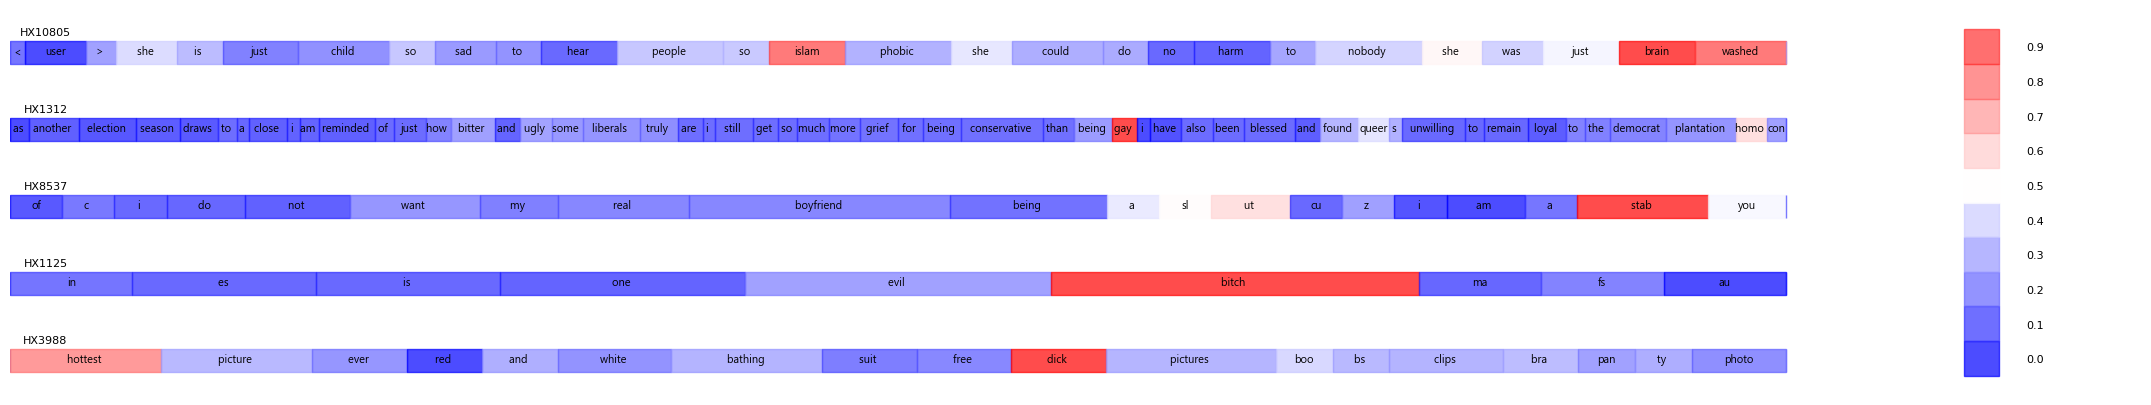 HX10805
< user > she is just child so sad to hear people so islam phobic she could do no harm to nobody she was just brain washed
HX1312
as another election season draws to a close i am reminded of just how bitter and ugly some liberals truly are i still get so much more grief for being conservative than being gay i have also been blessed and found queer s unwilling to remain loyal to the democrat plantation homo con
HX8537
of c i do not want my real boyfriend being a sl ut cu z i am a stab you
HX1125
in es is one evil bitch ma fs au
HX3988
hottest picture ever red and white bathing suit free dick pictures boo bs clips bra pan ty photo
0.9
0.8
0.7
0.6
0.5
0.4
0.3
0.2
0.1
0.0